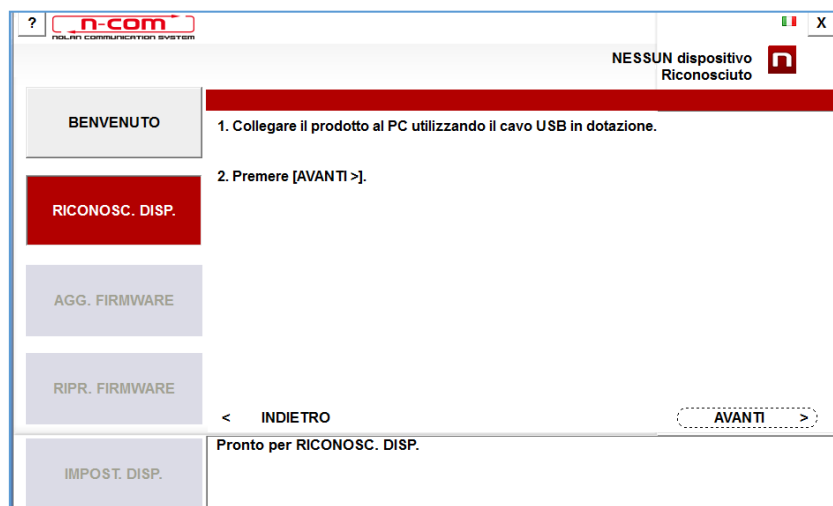 ?
n-com
NOLAN COMMUNICATION SYSTEM
X
NESSUN dispositivo
Riconosciuto
n
BENVENUTO
1. Collegare il prodotto al PC utilizzando il cavo USB in dotazione.
2. Premere [AVANTI >].
RICONOSC. DISP.
AGG. FIRMWARE
RIPR. FIRMWARE
< INDIETRO
AVANTI >
Pronto per RICONOSC. DISP.
IMPOST. DISP.